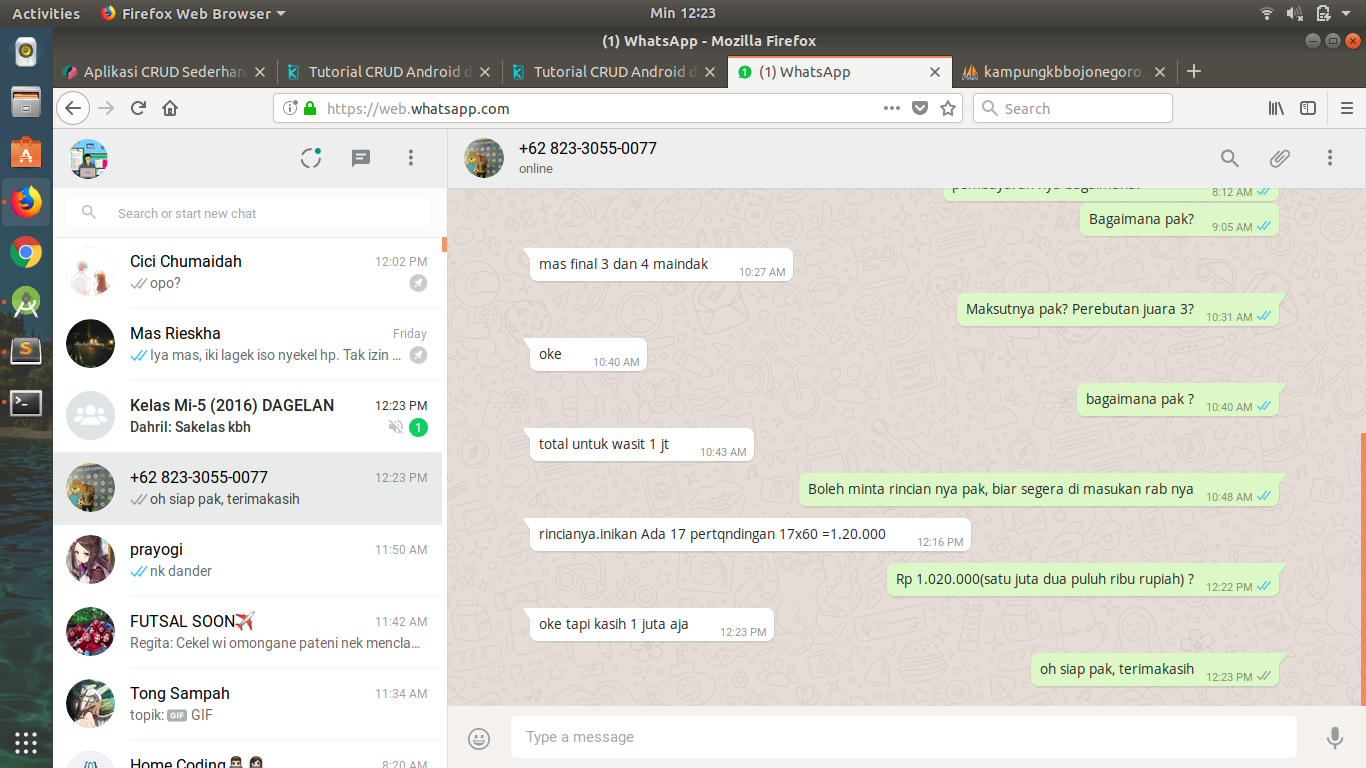 Activities
Firefox Web Browser
Min 12:23
(1) WhatsApp - Mozilla Firefox
Aplikasi CRUD Sederhan
Tutorial CRUD Android d
Tutorial CRUD Android d
(1) WhatsApp
kampungkbbojonegoro.
https://web.whatsapp.com
Search
Search or start new chat
Cici Chumaidah
12:02 PM
opo?
Mas Rieskha
Friday
Iya mas, iki lagek iso nyekel hp. Tak izin ...
Kelas Mi-5 (2016) DAGELAN
12:23 PM
Dahril: Sakelas kbh
1
+62 823-3055-0077
12:23 PM
oh siap pak, terimakasih
prayogi
11:50 AM
nk dander
FUTSAL SOON✈
11:42 AM
Regita: Cekel wi omongane pateni nek mencla...
Tong Sampah
11:34 AM
topik: GIF GIF
Home Coding
8:20 AM
+62 823-3055-0077
online
pembayaran nya bagaimana?
8:12 AM
Bagaimana pak?
9:05 AM
mas final 3 dan 4 maindak
10:27 AM
Maksutnya pak? Perebutan juara 3?
10:31 AM
oke
10:40 AM
bagaimana pak ?
10:40 AM
total untuk wasit 1 jt
10:43 AM
Boleh minta rincian nya pak, biar segera di masukan rab nya
10:48 AM
rincianya.inikan Ada 17 pertqndingan 17x60 =1.20.000
12:16 PM
Rp 1.020.000(satu juta dua puluh ribu rupiah) ?
12:22 PM
oke tapi kasih 1 juta aja
12:23 PM
oh siap pak, terimakasih
12:23 PM
Type a message